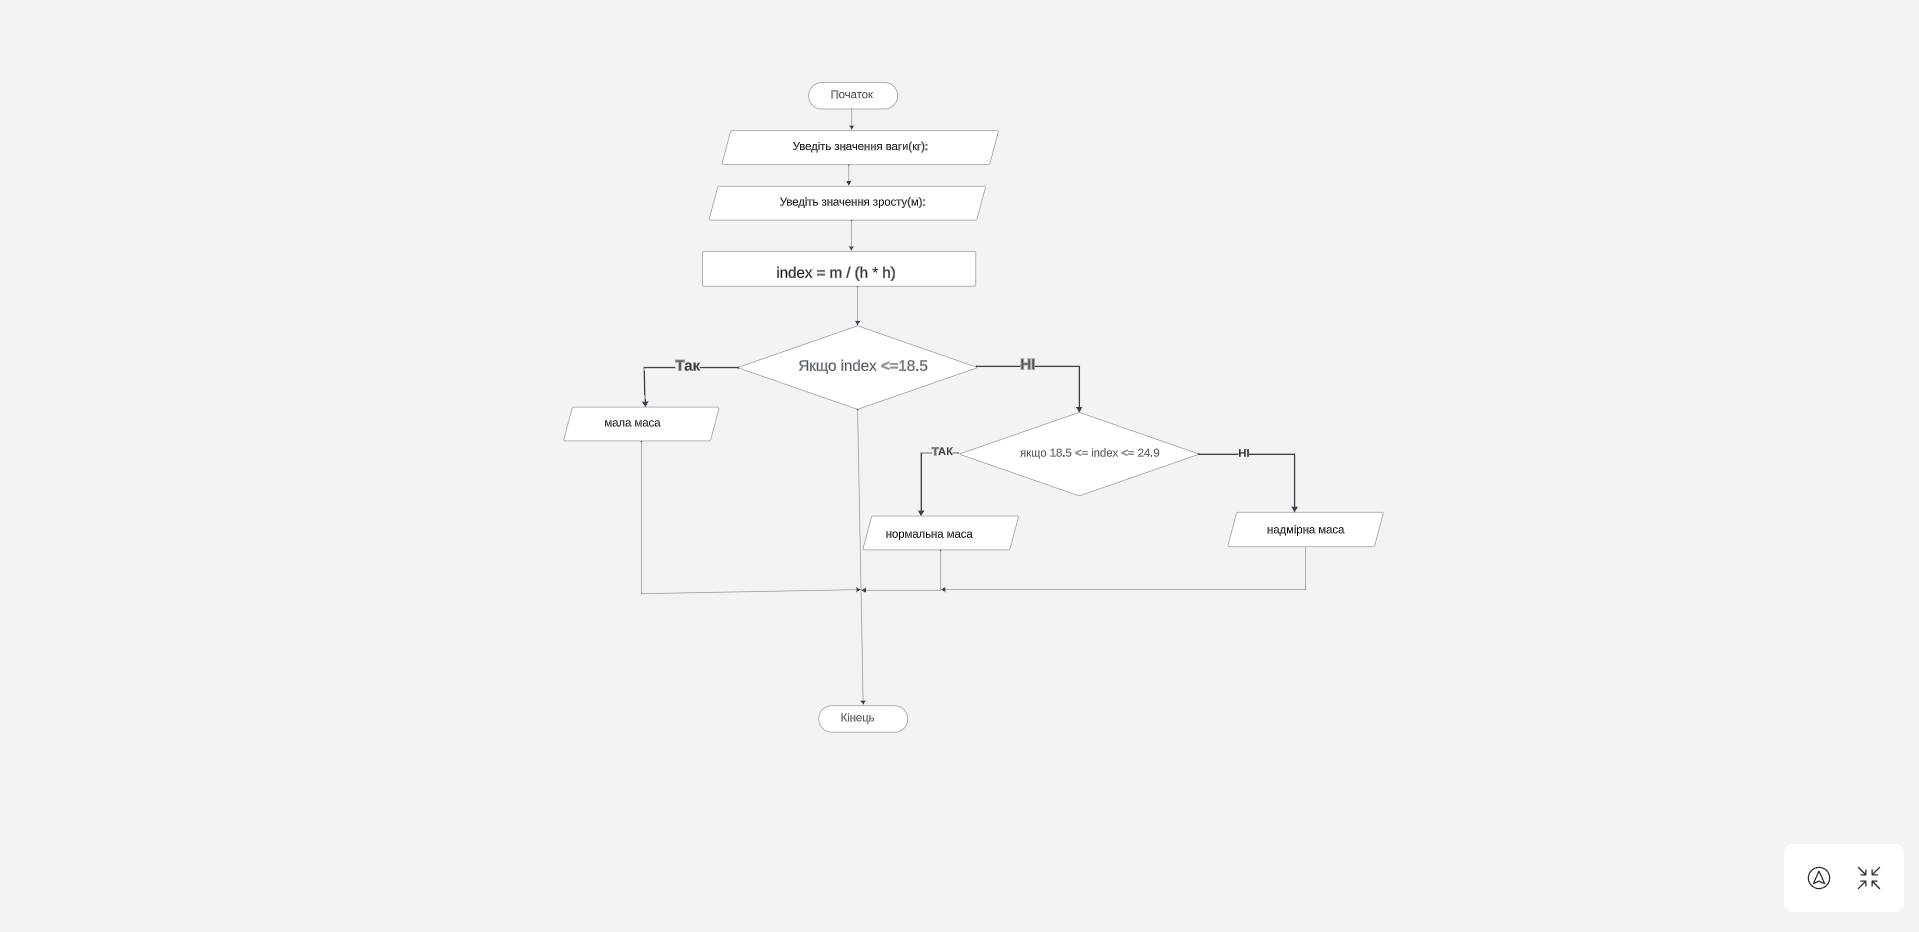 Початок
Уведіть значення ваги(кг):
Уведіть значення зросту(м):
index = m / (h * h)
Якщо index <=18.5
Так
НІ
мала маса
якщо 18.5 <= index <= 24.9
ТАК
НІ
нормальна маса
надмірна маса
Кінець